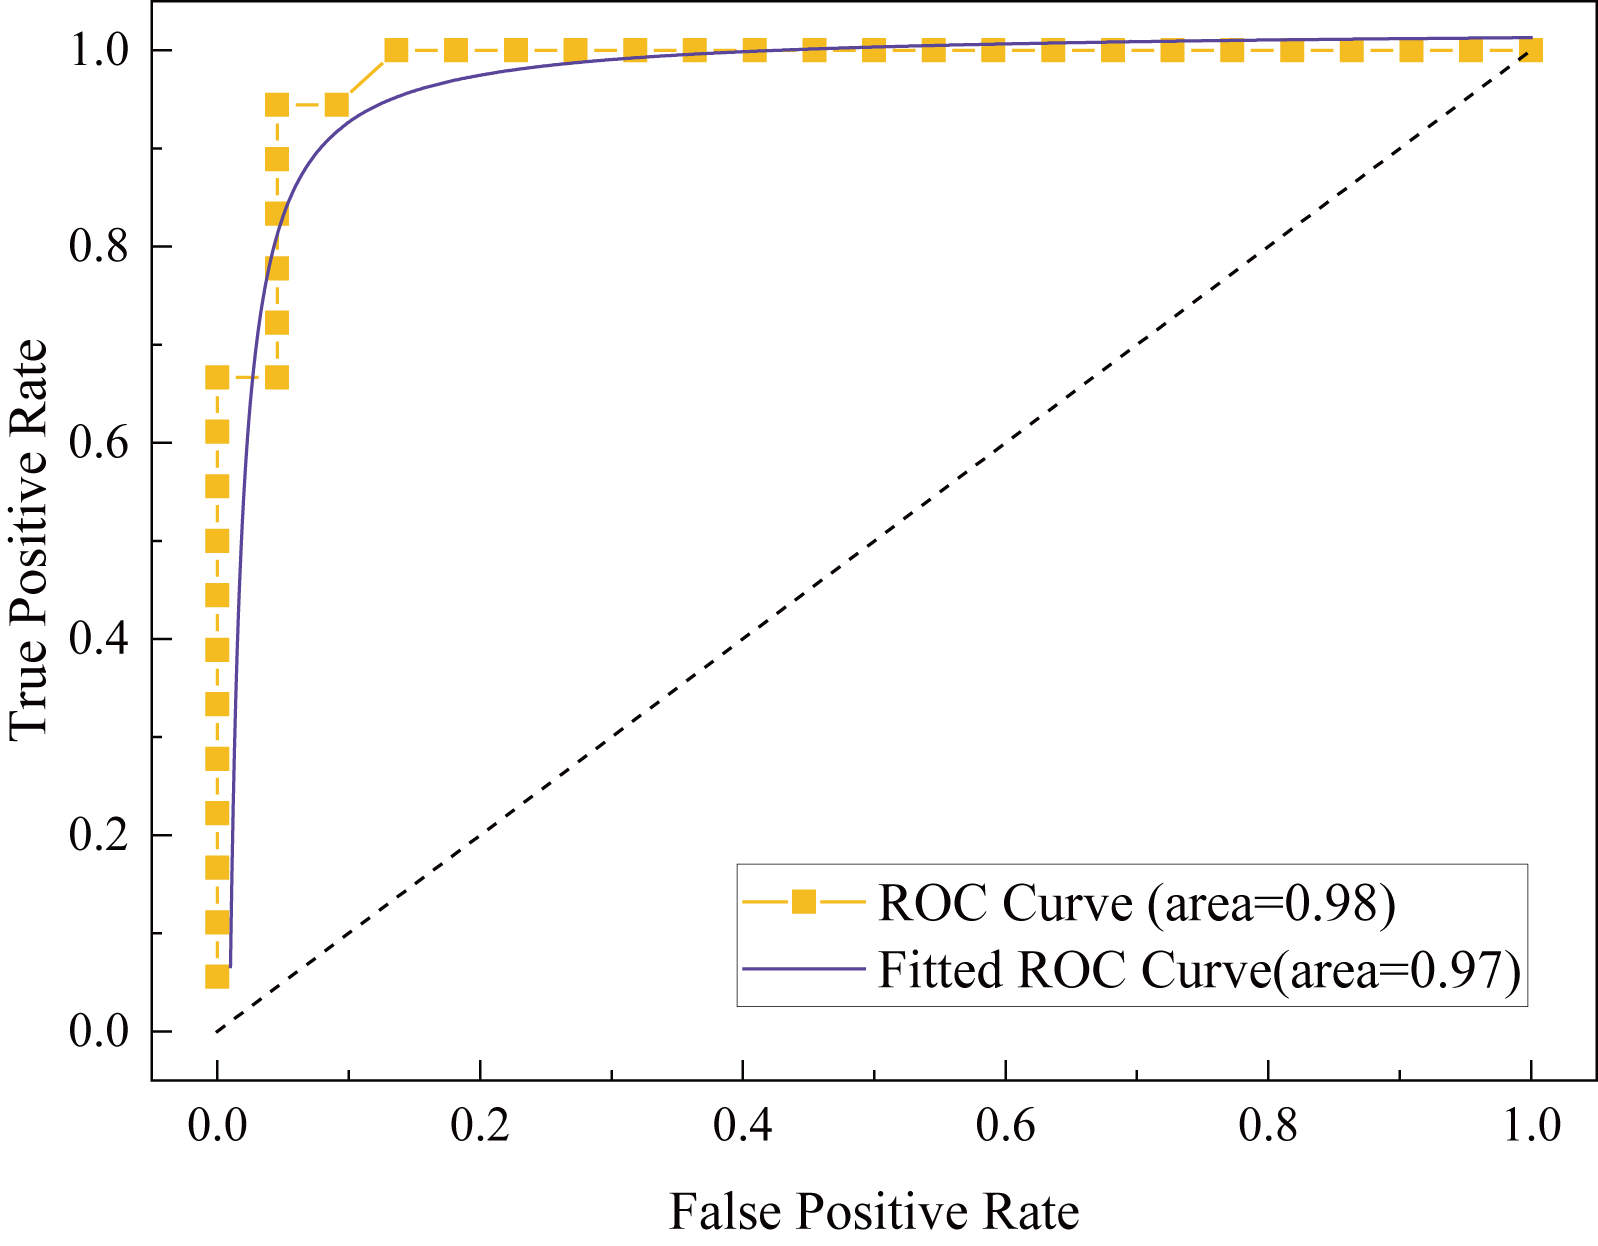 1.0
0.8
0.6
0.4
0.2
0.0
True Positive Rate
ROC Curve (area=0.98)
Fitted ROC Curve(area=0.97)
0.0 0.2 0.4 0.6 0.8 1.0
False Positive Rate